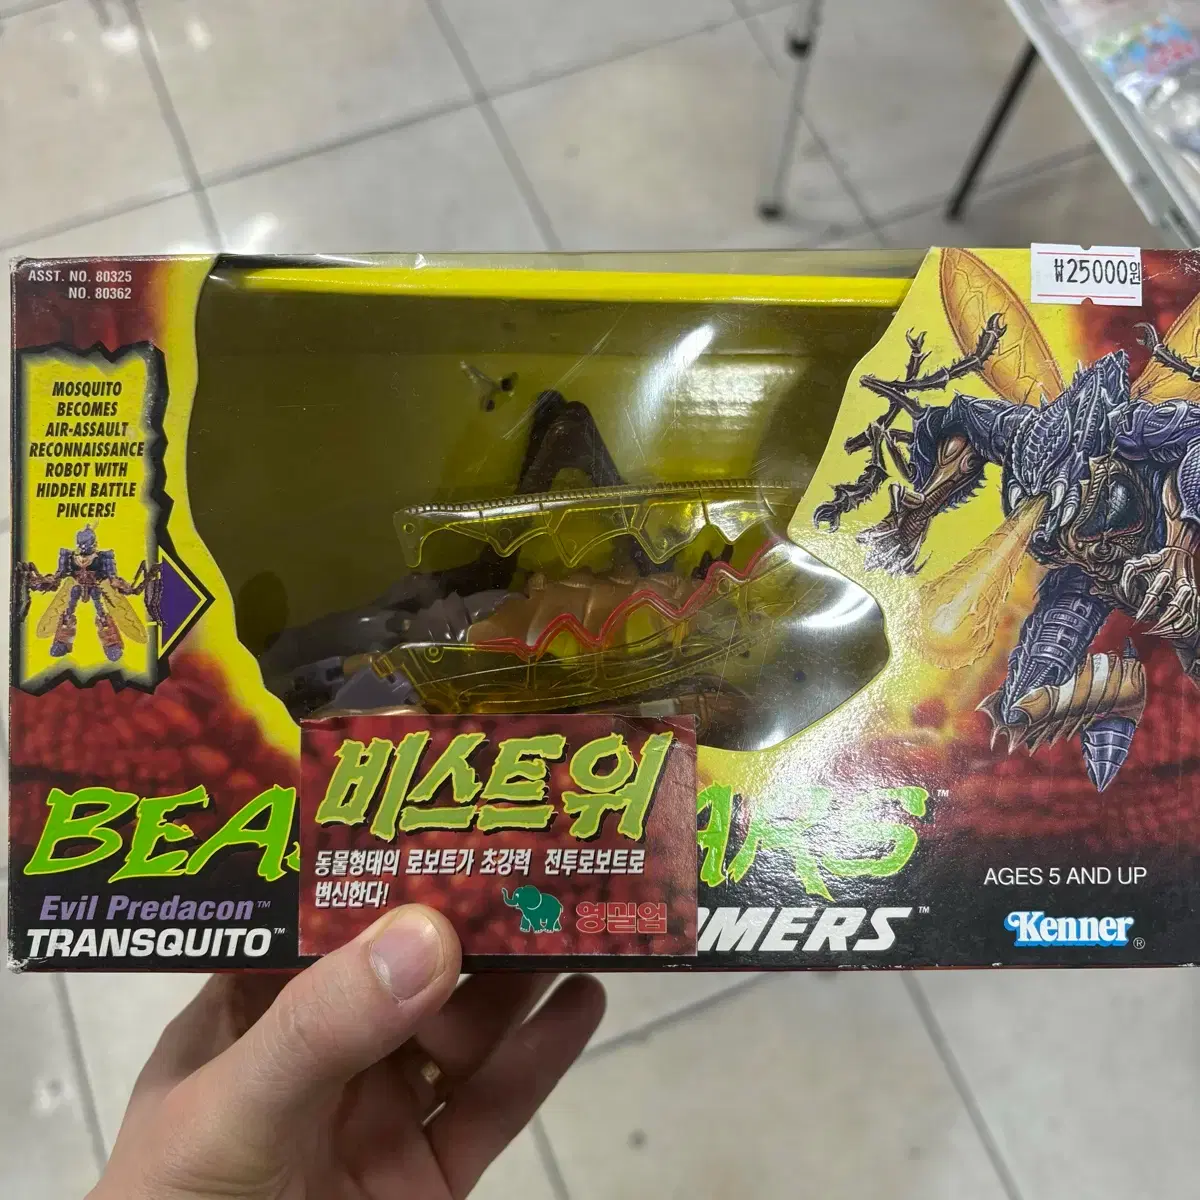 ASST. NO. 80325
NO. 80362
₩25000원
MOSQUITO
BECOMES
AIR-ASSAULT
RECONNAISSANCE
ROBOT WITH
HIDDEN BATTLE
PINCERS!
비스트워
동물형태의 로보트가 초강력 전투로보트로
변신한다!
영실업
Evil Predacon™
TRANSQUITO™
AGES 5 AND UP
Kenner®